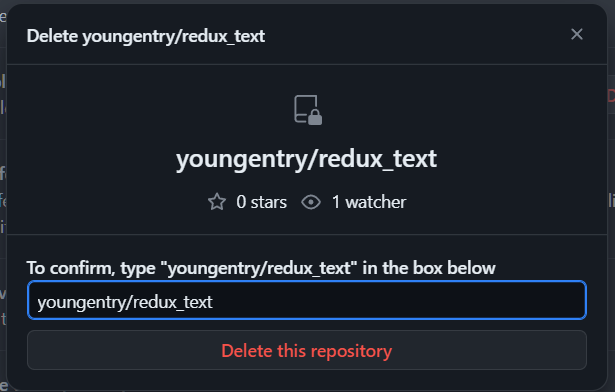 Delete youngentry/redux_text
youngentry/redux_text
0 stars 1 watcher
To confirm, type "youngentry/redux_text" in the box below
youngentry/redux_text
Delete this repository